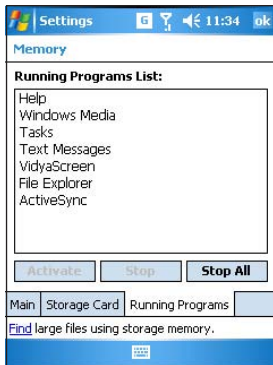 Settings G 11:34 ok
Memory
Running Programs List:
Help
Windows Media
Tasks
Text Messages
VidyaScreen
File Explorer
ActiveSync
Activate Stop Stop All
Main Storage Card Running Programs
Find large files using storage memory.